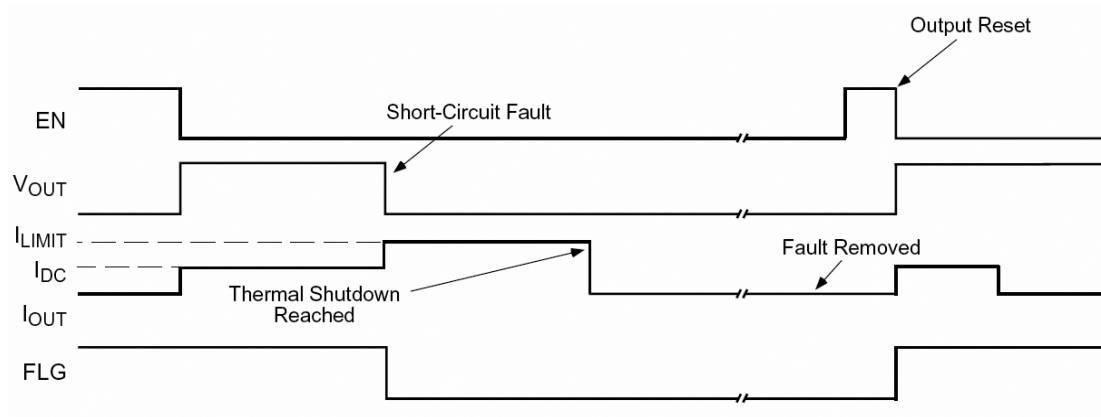 Output Reset
EN
Short-Circuit Fault
VOUT
ILIMIT
IDC
Fault Removed
Thermal Shutdown
Reached
IOUT
FLG